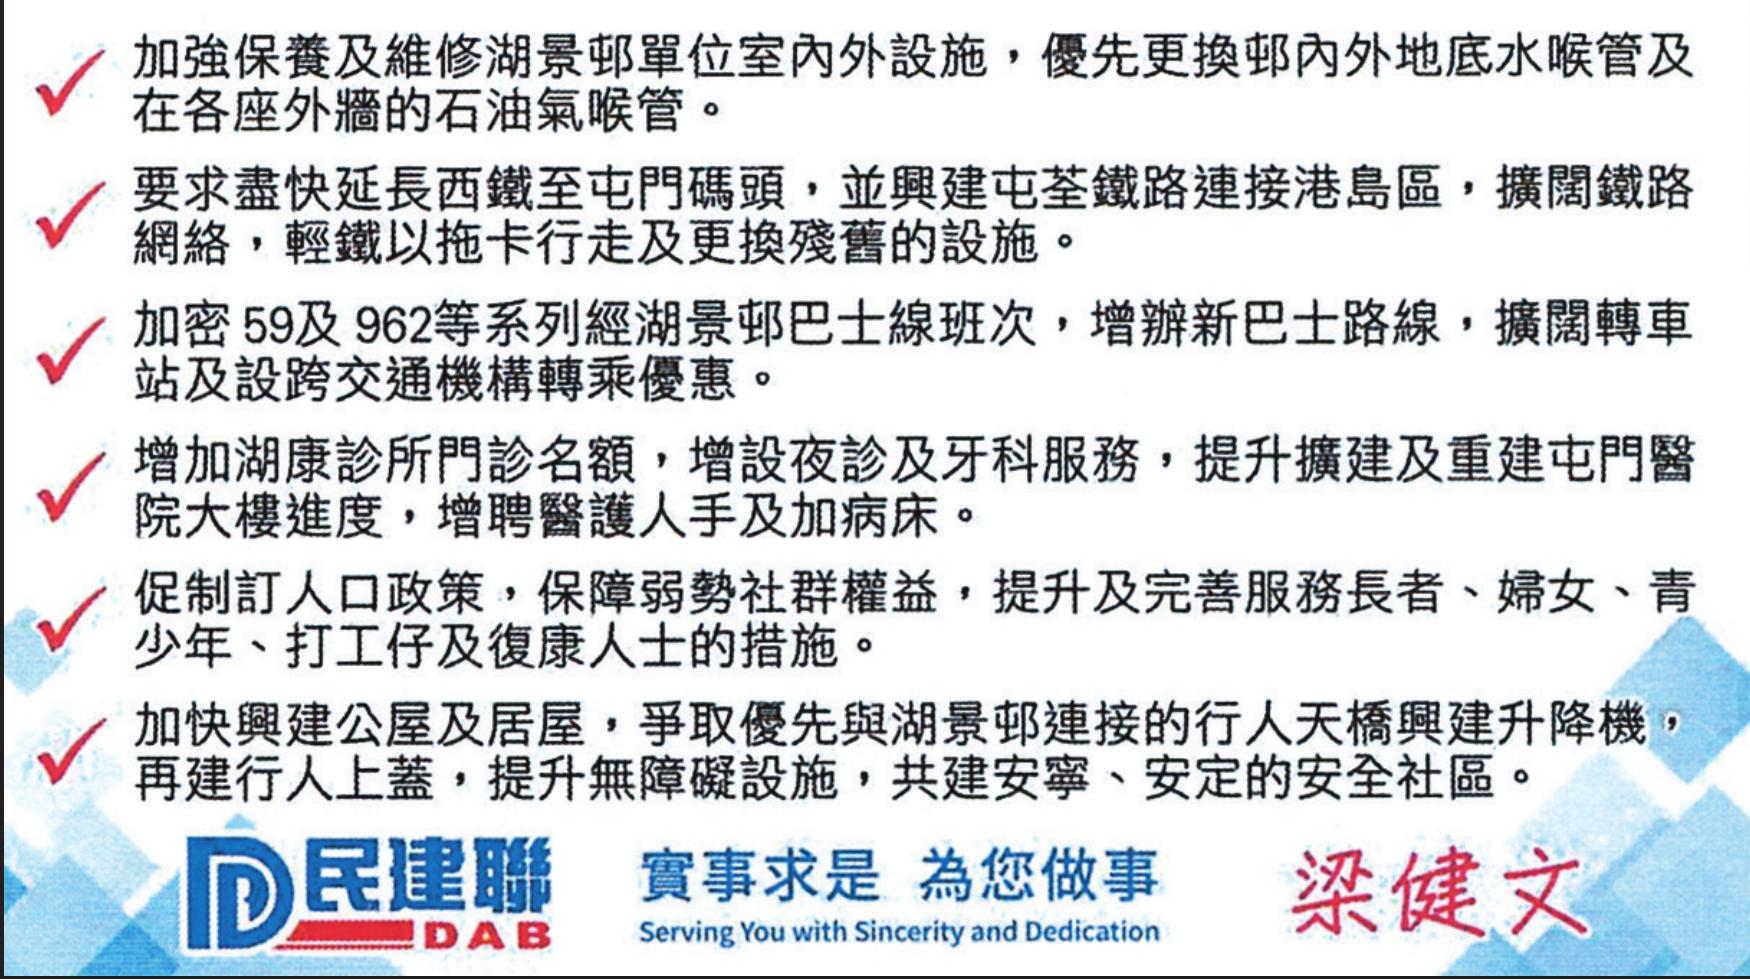 加強保養及維修湖景邨單位室內外設施，優先更換邨內外地底水喉管及
在各座外牆的石油氣喉管。
要求盡快延長西鐵至屯門碼頭，並興建屯荃鐵路連接港島區，擴闊鐵路
網絡，輕鐵以拖卡行走及更換殘舊的設施。
加密 59及 962等系列經湖景邨巴士線班次，增辦新巴士路線，擴闊轉車
站及設跨交通機構轉乘優惠。
增加湖康診所門診名額，增設夜診及牙科服務，提升擴建及重建屯門醫
院大樓進度，增聘醫護人手及加病床。
促制訂人口政策，保障弱勢社群權益，提升及完善服務長者、婦女、青
少年、打工仔及復康人士的措施。
加快興建公屋及居屋，爭取優先與湖景邨連接的行人天橋興建升降機，
再建行人上蓋，提升無障礙設施，共建安寧、安定的安全社區。
民建聯
DAB
實事求是 為您做事
Serving You with Sincerity and Dedication
梁健文